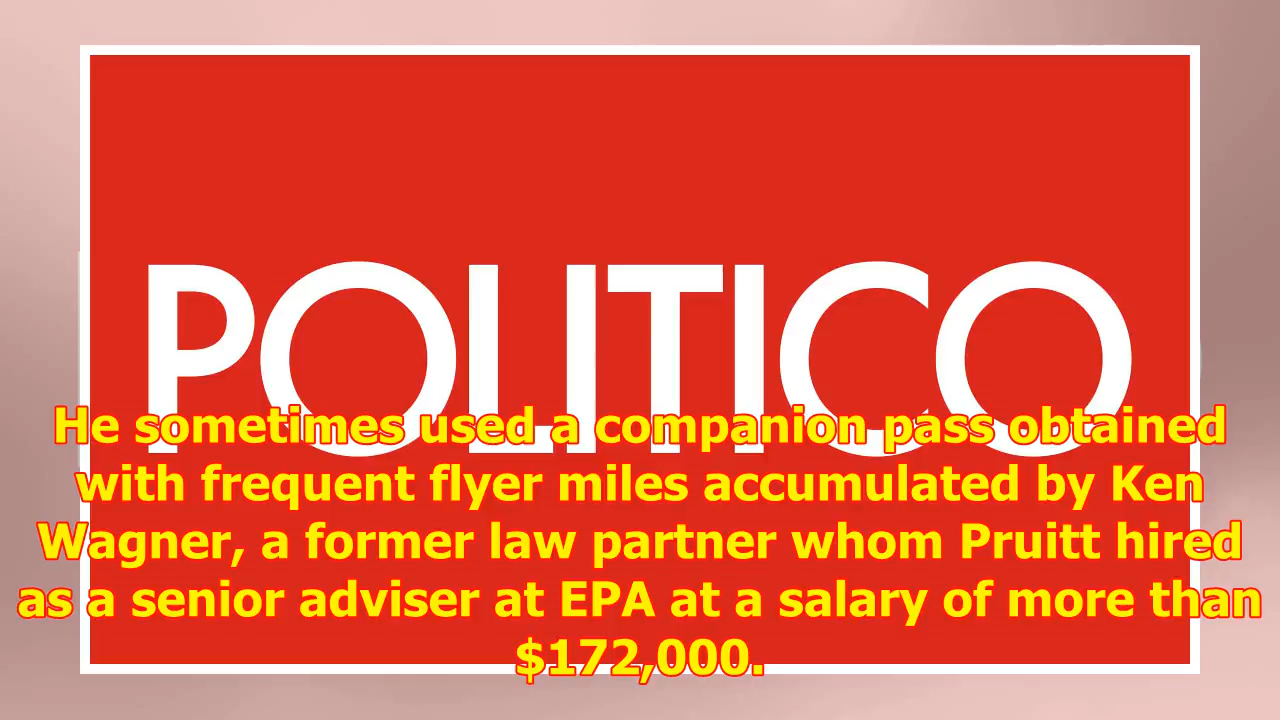 POLITICO
He sometimes used a companion pass obtained
with frequent flyer miles accumulated by Ken
Wagner, a former law partner whom Pruitt hired
as a senior adviser at EPA at a salary of more than
$172,000.